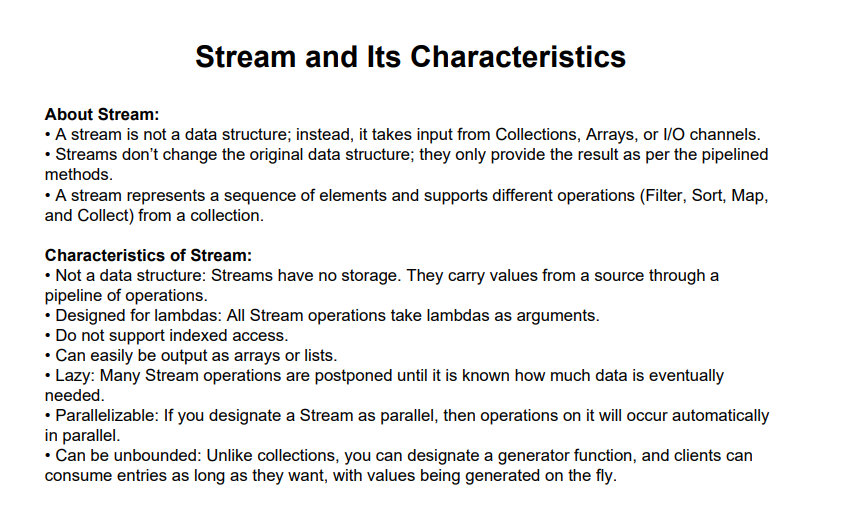 Stream and Its Characteristics
About Stream:
• A stream is not a data structure; instead, it takes input from Collections, Arrays, or I/O channels.
• Streams don’t change the original data structure; they only provide the result as per the pipelined
methods.
• A stream represents a sequence of elements and supports different operations (Filter, Sort, Map,
and Collect) from a collection.
Characteristics of Stream:
• Not a data structure: Streams have no storage. They carry values from a source through a
pipeline of operations.
• Designed for lambdas: All Stream operations take lambdas as arguments.
• Do not support indexed access.
• Can easily be output as arrays or lists.
• Lazy: Many Stream operations are postponed until it is known how much data is eventually
needed.
• Parallelizable: If you designate a Stream as parallel, then operations on it will occur automatically
in parallel.
• Can be unbounded: Unlike collections, you can designate a generator function, and clients can
consume entries as long as they want, with values being generated on the fly.